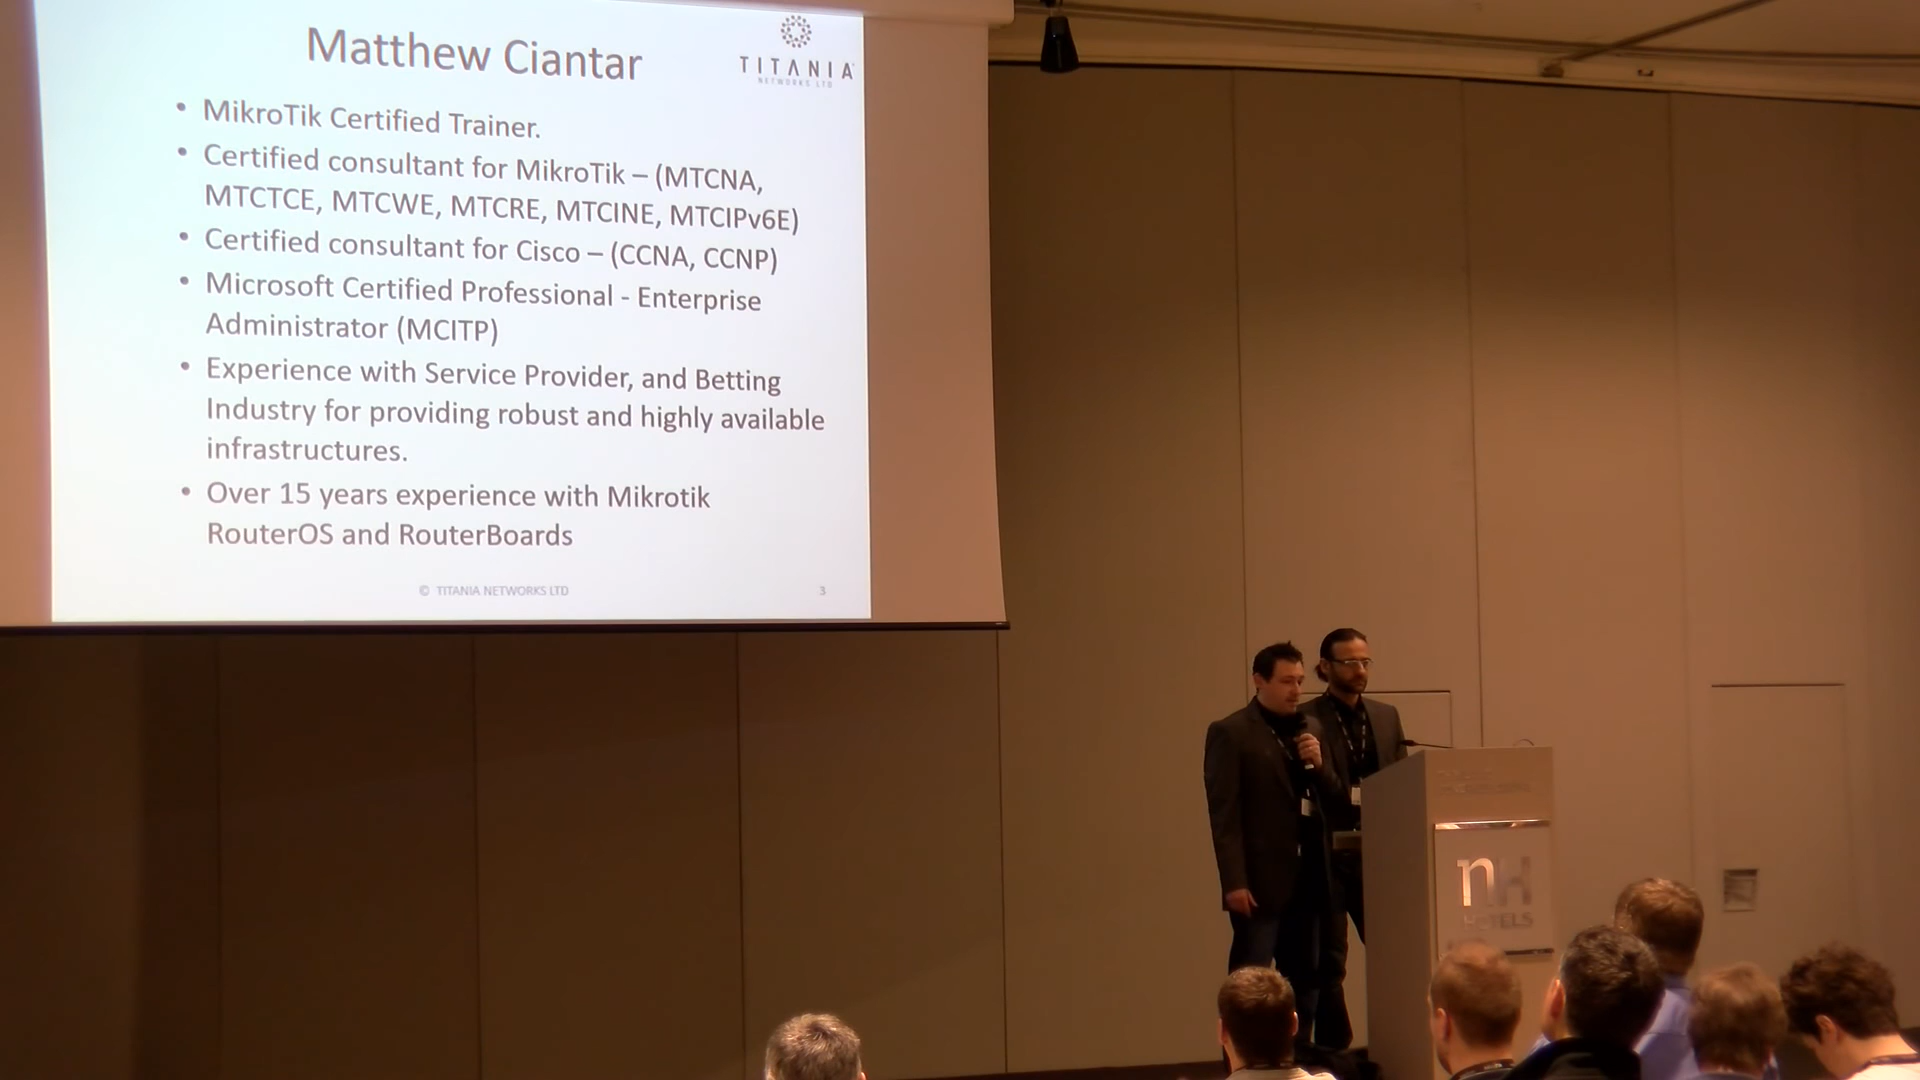 Matthew Ciantar
TITANIA
NETWORKS LTD
• MikroTik Certified Trainer.
• Certified consultant for MikroTik – (MTCNA,
MTCTCE, MTCWE, MTCRE, MTCINE, MTCIPv6E)
• Certified consultant for Cisco – (CCNA, CCNP)
• Microsoft Certified Professional - Enterprise
Administrator (MCITP)
• Experience with Service Provider, and Betting
Industry for providing robust and highly available
infrastructures.
• Over 15 years experience with Mikrotik
RouterOS and RouterBoards
© TITANIA NETWORKS LTD
3
nH
HOTELS